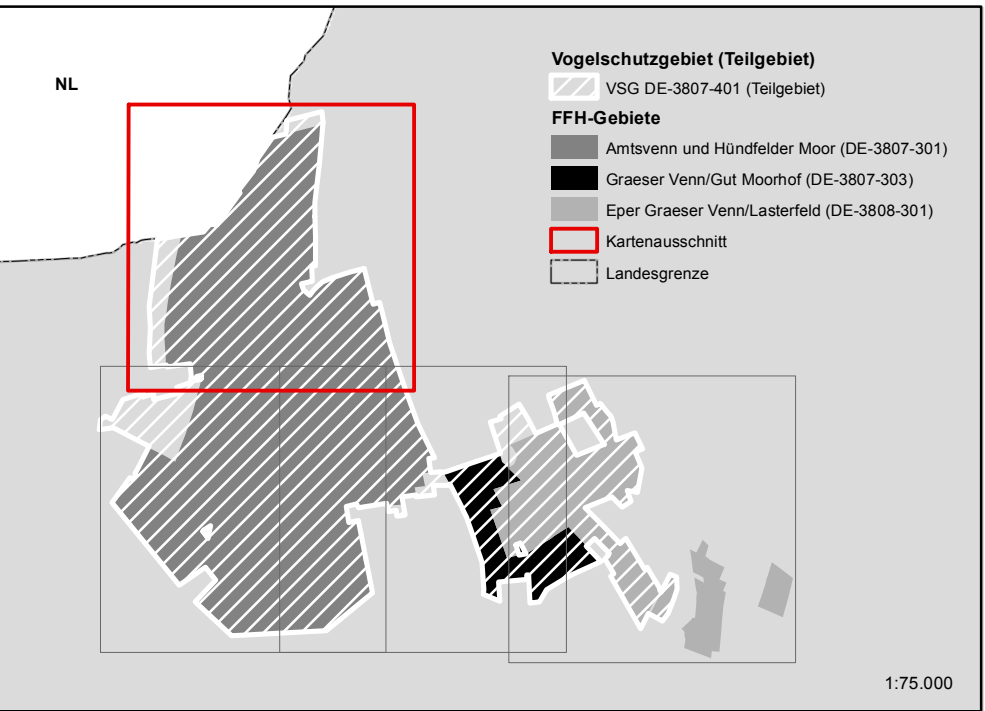 NL
Vogelschutzgebiet (Teilgebiet)
VSG DE-3807-401 (Teilgebiet)
FFH-Gebiete
Amtsvenn und Hündfelder Moor (DE-3807-301)
Graeser Venn/Gut Moorhof (DE-3807-303)
Eper Graeser Venn/Lasterfeld (DE-3808-301)
Kartenausschnitt
Landesgrenze
1:75.000